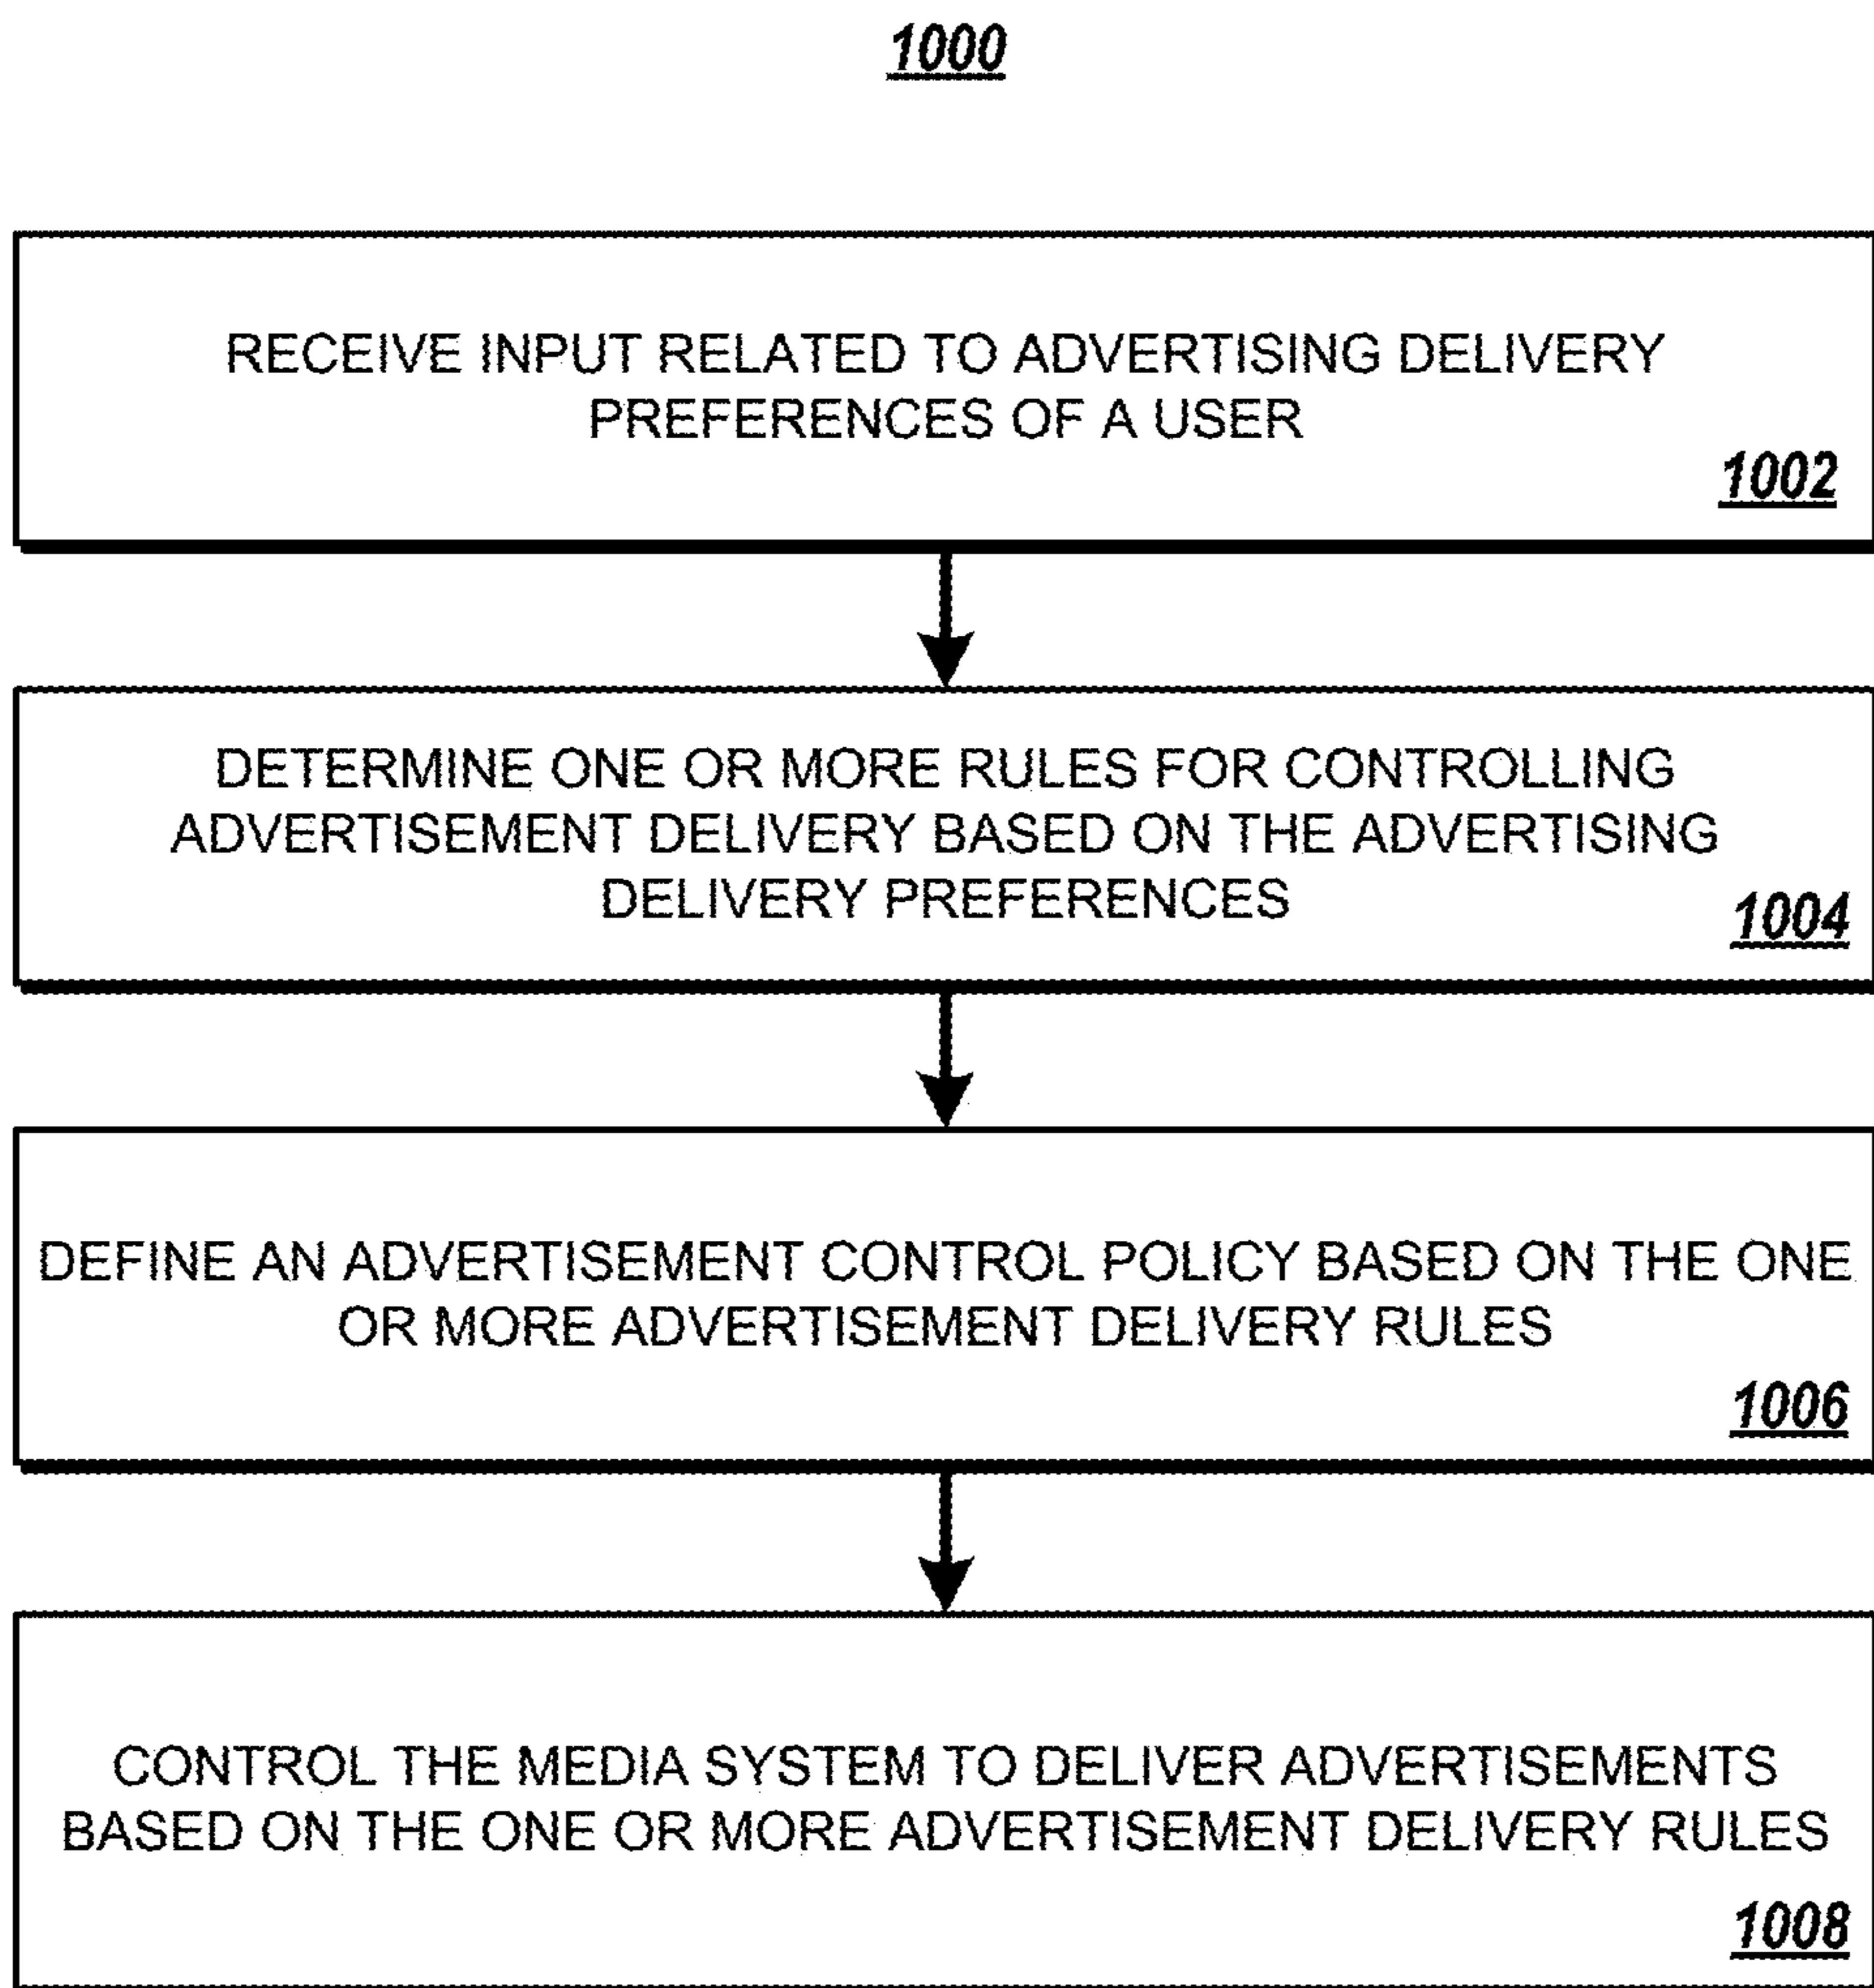 1000
RECEIVE INPUT RELATED TO ADVERTISING DELIVERY
PREFERENCES OF A USER
1002
DETERMINE ONE OR MORE RULES FOR CONTROLLING
ADVERTISEMENT DELIVERY BASED ON THE ADVERTISING
DELIVERY PREFERENCES
1004
DEFINE AN ADVERTISEMENT CONTROL POLICY BASED ON THE ONE
OR MORE ADVERTISEMENT DELIVERY RULES
1006
CONTROL THE MEDIA SYSTEM TO DELIVER ADVERTISEMENTS
BASED ON THE ONE OR MORE ADVERTISEMENT DELIVERY RULES
1008